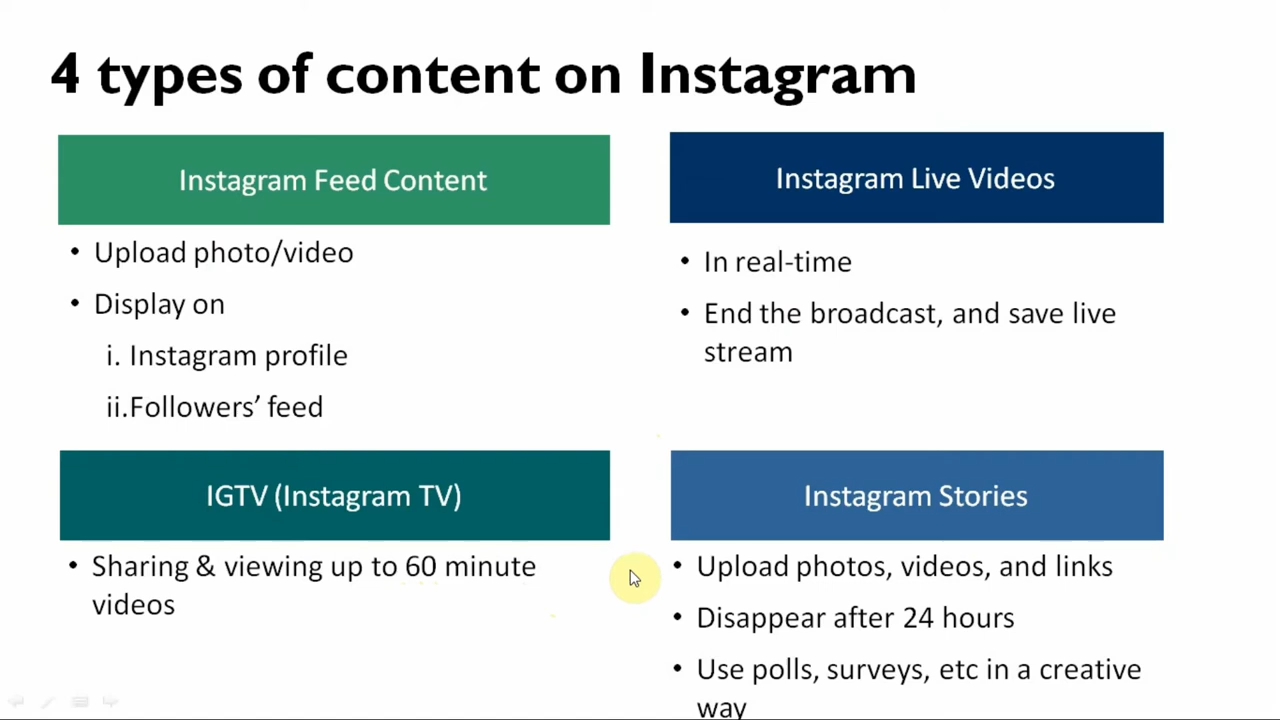 4 types of content on Instagram
Instagram Feed Content
• Upload photo/video
• Display on
i. Instagram profile
ii.Followers’ feed
Instagram Live Videos
• In real-time
• End the broadcast, and save live
stream
IGTV (Instagram TV)
• Sharing & viewing up to 60 minute
videos
Instagram Stories
• Upload photos, videos, and links
• Disappear after 24 hours
• Use polls, surveys, etc in a creative
way